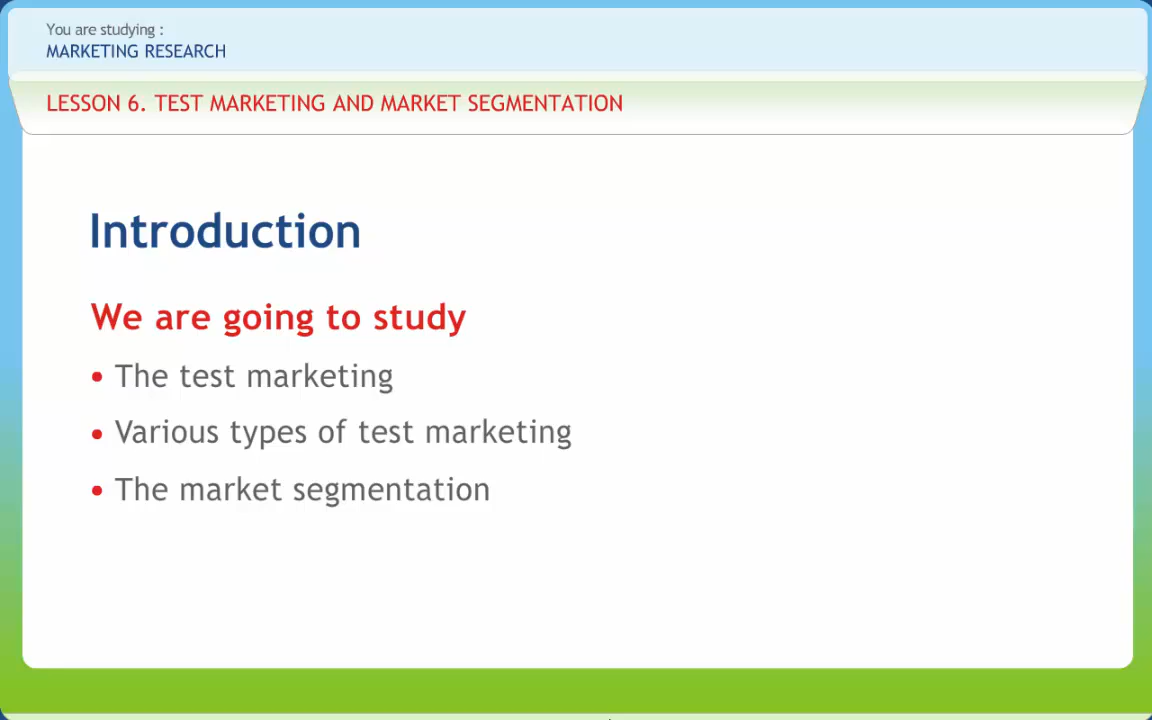 You are studying :
MARKETING RESEARCH
LESSON 6. TEST MARKETING AND MARKET SEGMENTATION
Introduction
We are going to study
• The test marketing
• Various types of test marketing
• The market segmentation